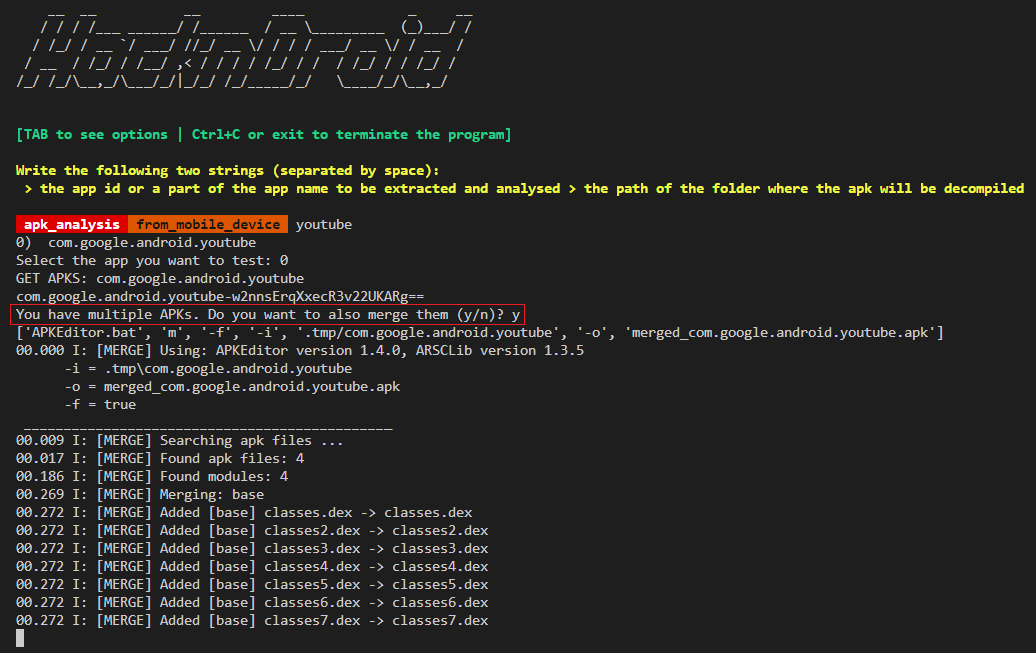 HacknDroid
[TAB to see options | Ctrl+C or exit to terminate the program]
Write the following two strings (separated by space):
> the app id or a part of the app name to be extracted and analysed > the path of the folder where the apk will be decompiled
apk_analysis from_mobile_device youtube
0) com.google.android.youtube
Select the app you want to test: 0
GET APKS: com.google.android.youtube
com.google.android.youtube-w2nnsErqXxecR3v22UKARg==
You have multiple APKs. Do you want to also merge them (y/n)? y
['APKEditor.bat', 'm', '-f', '-i', '.tmp/com.google.android.youtube', '-o', 'merged_com.google.android.youtube.apk']
00.000 I: [MERGE] Using: APKEditor version 1.4.0, ARSCLib version 1.3.5
-i = .tmp\com.google.android.youtube
-o = merged_com.google.android.youtube.apk
-f = true
______________________________________________
00.009 I: [MERGE] Searching apk files ...
00.017 I: [MERGE] Found apk files: 4
00.186 I: [MERGE] Found modules: 4
00.269 I: [MERGE] Merging: base
00.272 I: [MERGE] Added [base] classes.dex -> classes.dex
00.272 I: [MERGE] Added [base] classes2.dex -> classes2.dex
00.272 I: [MERGE] Added [base] classes3.dex -> classes3.dex
00.272 I: [MERGE] Added [base] classes4.dex -> classes4.dex
00.272 I: [MERGE] Added [base] classes5.dex -> classes5.dex
00.272 I: [MERGE] Added [base] classes6.dex -> classes6.dex
00.272 I: [MERGE] Added [base] classes7.dex -> classes7.dex